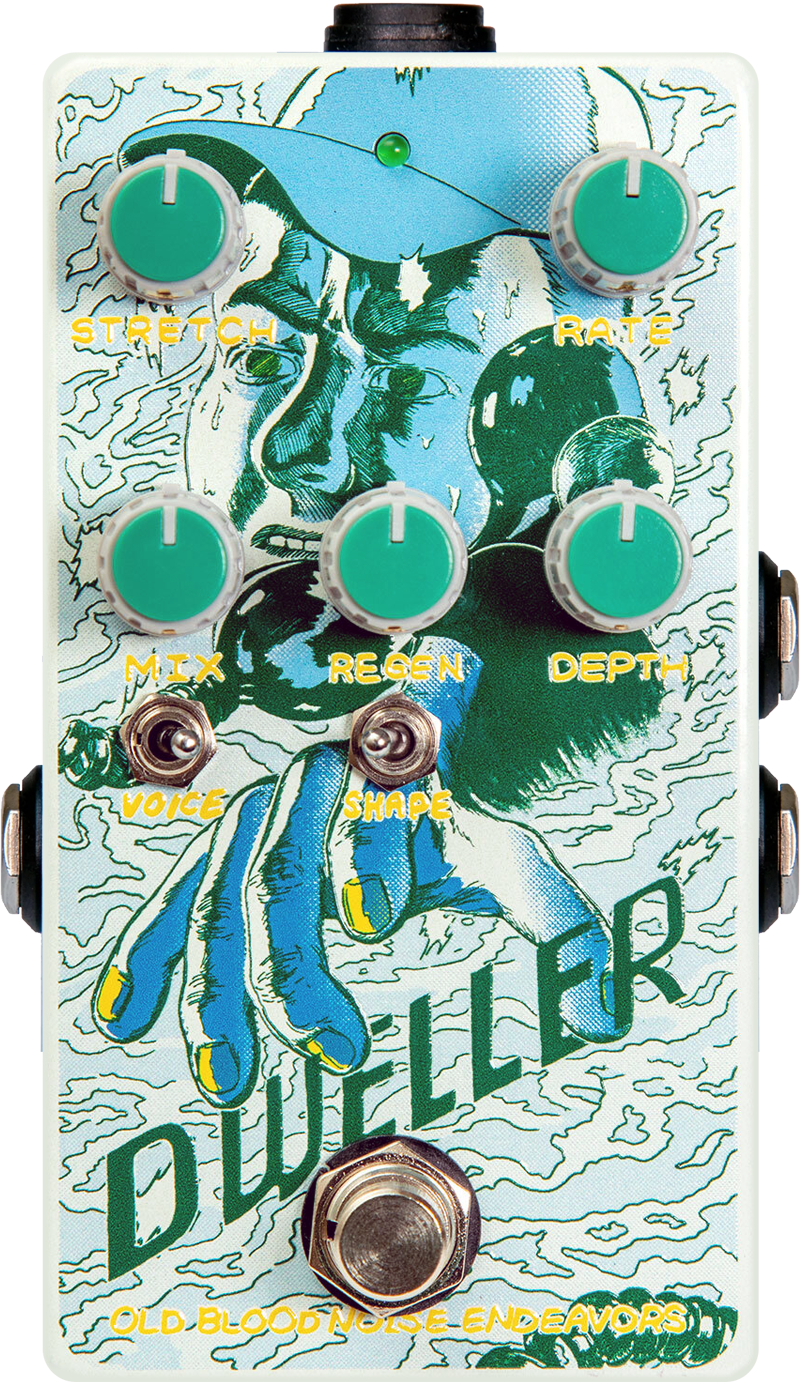 STRETCH RATE
MIX REGEN DEPTH
VOICE SHAPE
DWELLER
OLD BLOOD NOISE ENDEAVORS